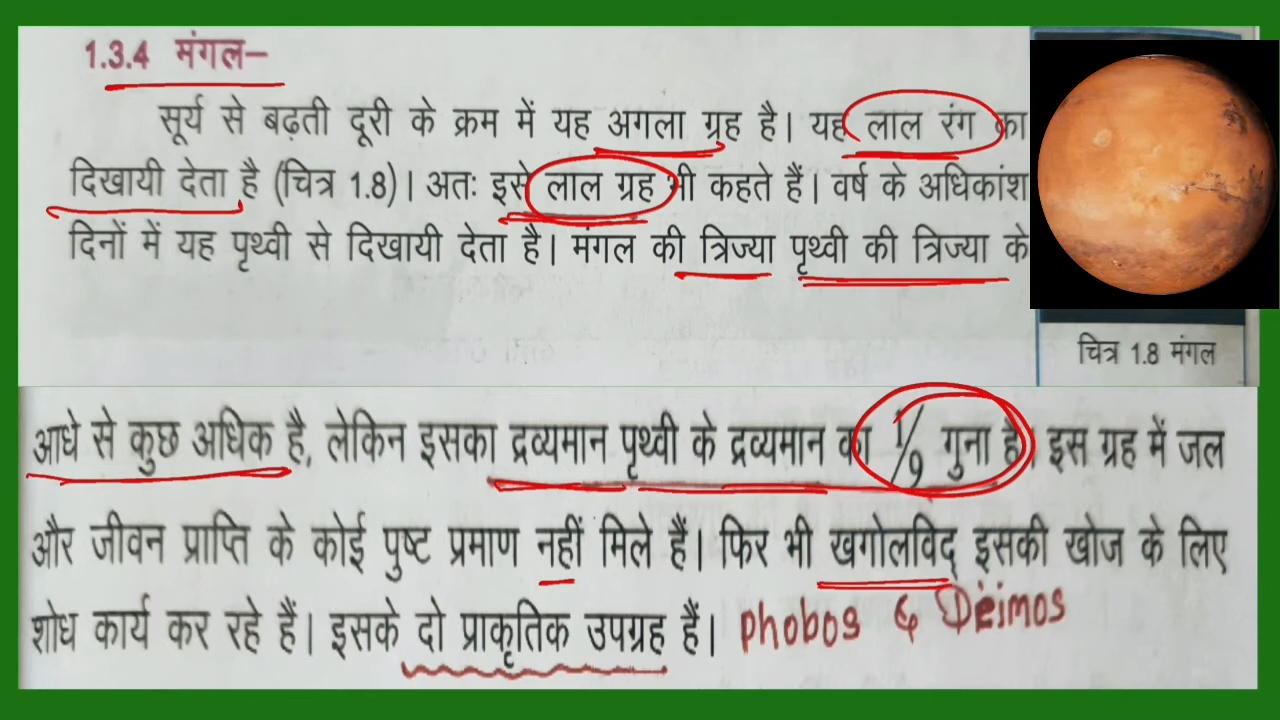 1.3.4 मंगल–
सूर्य से बढ़ती दूरी के क्रम में यह अगला ग्रह है। यह लाल रंग का
दिखायी देता है (चित्र 1.8)। अतः इसे लाल ग्रह भी कहते हैं। वर्ष के अधिकांश
दिनों में यह पृथ्वी से दिखायी देता है। मंगल की त्रिज्या पृथ्वी की त्रिज्या के
चित्र 1.8 मंगल
आधे से कुछ अधिक है, लेकिन इसका द्रव्यमान पृथ्वी के द्रव्यमान का 1/9 गुना है। इस ग्रह में जल
और जीवन प्राप्ति के कोई पुष्ट प्रमाण नहीं मिले हैं। फिर भी खगोलविद् इसकी खोज के लिए
शोध कार्य कर रहे हैं। इसके दो प्राकृतिक उपग्रह हैं। Phobos & Deimos